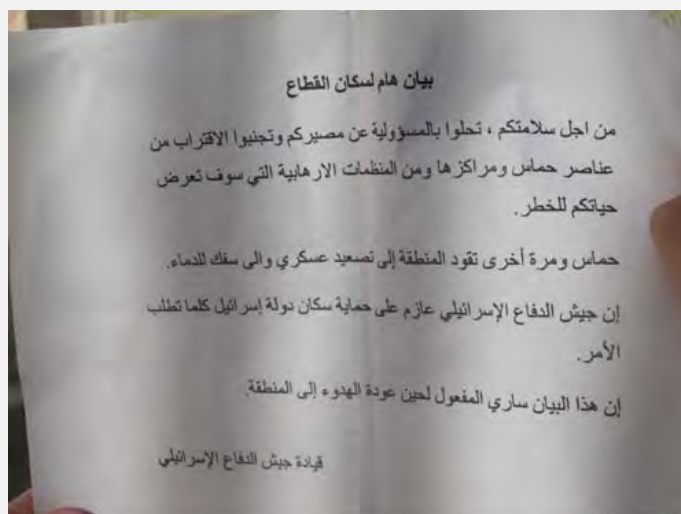 بيان هام لسكان القطاع
من اجل سلامتكم ، تحلوا بالمسؤولية عن مصيركم وتجنبوا الاقتراب من
عناصر حماس ومراكزها ومن المنظمات الارهابية التي سوف تعرض
حياتكم للخطر.
حماس ومرة أخرى تقود المنطقة إلى تصعيد عسكري والى سفك للدماء.
إن جيش الدفاع الإسرائيلي عازم على حماية سكان دولة إسرائيل كلما تطلب
الأمر.
إن هذا البيان ساري المفعول لحين عودة الهدوء إلى المنطقة.
قيادة جيش الدفاع الإسرائيلي